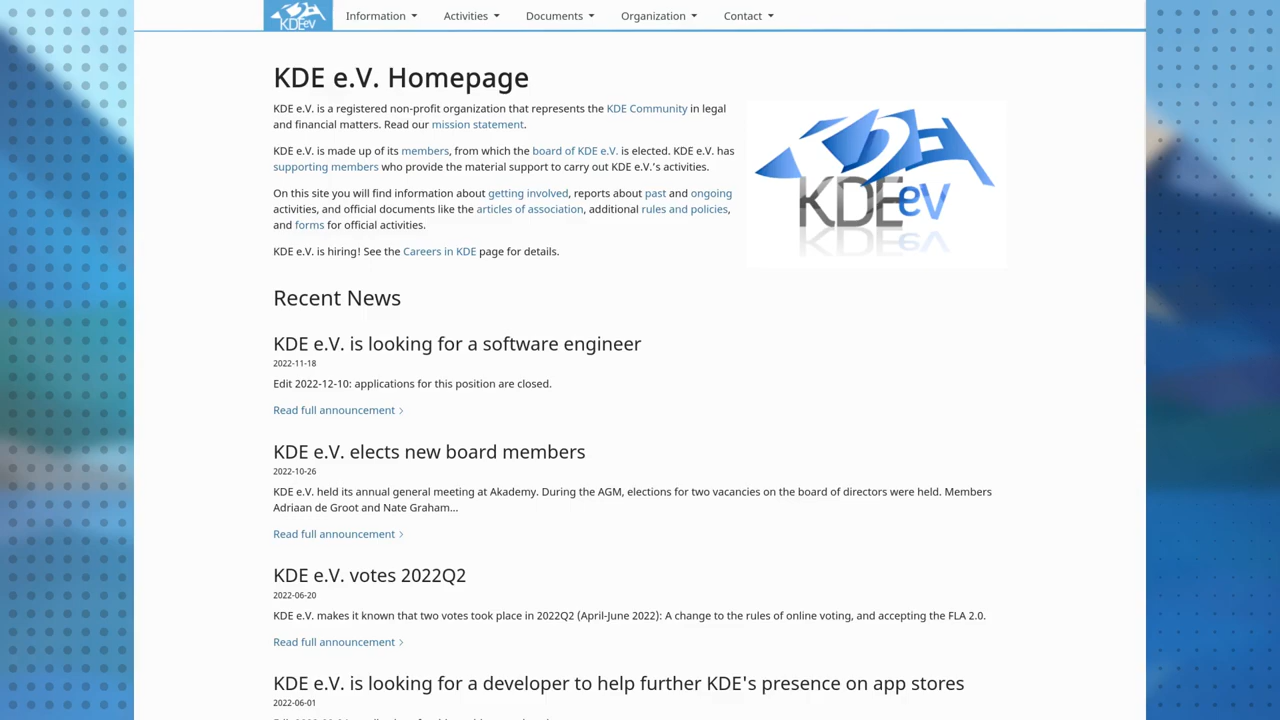 KDEeV
Information Activities Documents Organization Contact
KDE e.V. Homepage
KDE e.V. is a registered non-profit organization that represents the KDE Community in legal
and financial matters. Read our mission statement.
KDE e.V. is made up of its members, from which the board of KDE e.V. is elected. KDE e.V. has
supporting members who provide the material support to carry out KDE e.V.'s activities.
On this site you will find information about getting involved, reports about past and ongoing
activities, and official documents like the articles of association, additional rules and policies,
and forms for official activities.
KDE e.V. is hiring! See the Careers in KDE page for details.
KDEeV
Recent News
KDE e.V. is looking for a software engineer
2022-11-18
Edit 2022-12-10: applications for this position are closed.
Read full announcement
KDE e.V. elects new board members
2022-10-26
KDE e.V. held its annual general meeting at Akademy. During the AGM, elections for two vacancies on the board of directors were held. Members
Adriaan de Groot and Nate Graham...
Read full announcement
KDE e.V. votes 2022Q2
2022-06-20
KDE e.V. makes it known that two votes took place in 2022Q2 (April-June 2022): A change to the rules of online voting, and accepting the FLA 2.0.
Read full announcement
KDE e.V. is looking for a developer to help further KDE's presence on app stores
2022-06-01